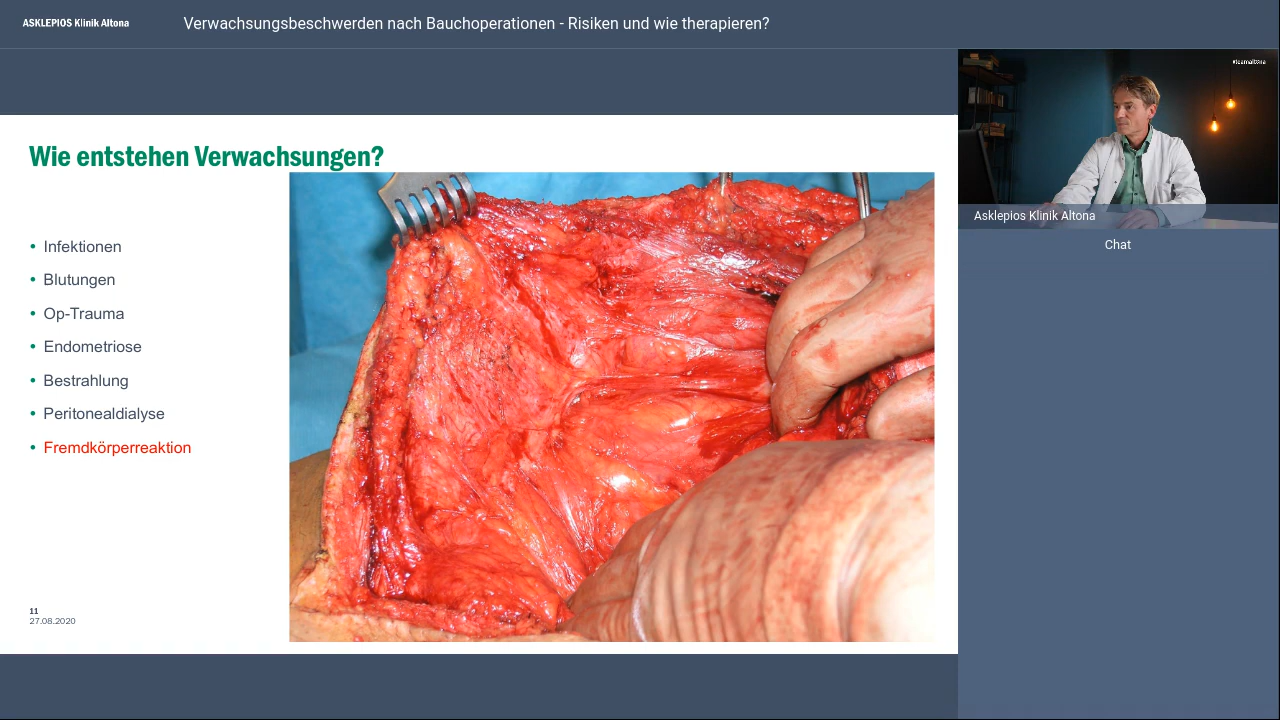 ASKLEPIOS Klinik Altona
Verwachsungsbeschwerden nach Bauchoperationen - Risiken und wie therapieren?
#teamaltona
Wie entstehen Verwachsungen?
• Infektionen
• Blutungen
• Op-Trauma
• Endometriose
• Bestrahlung
• Peritonealdialyse
• Fremdkörperreaktion
11
27.08.2020
Asklepios Klinik Altona
Chat